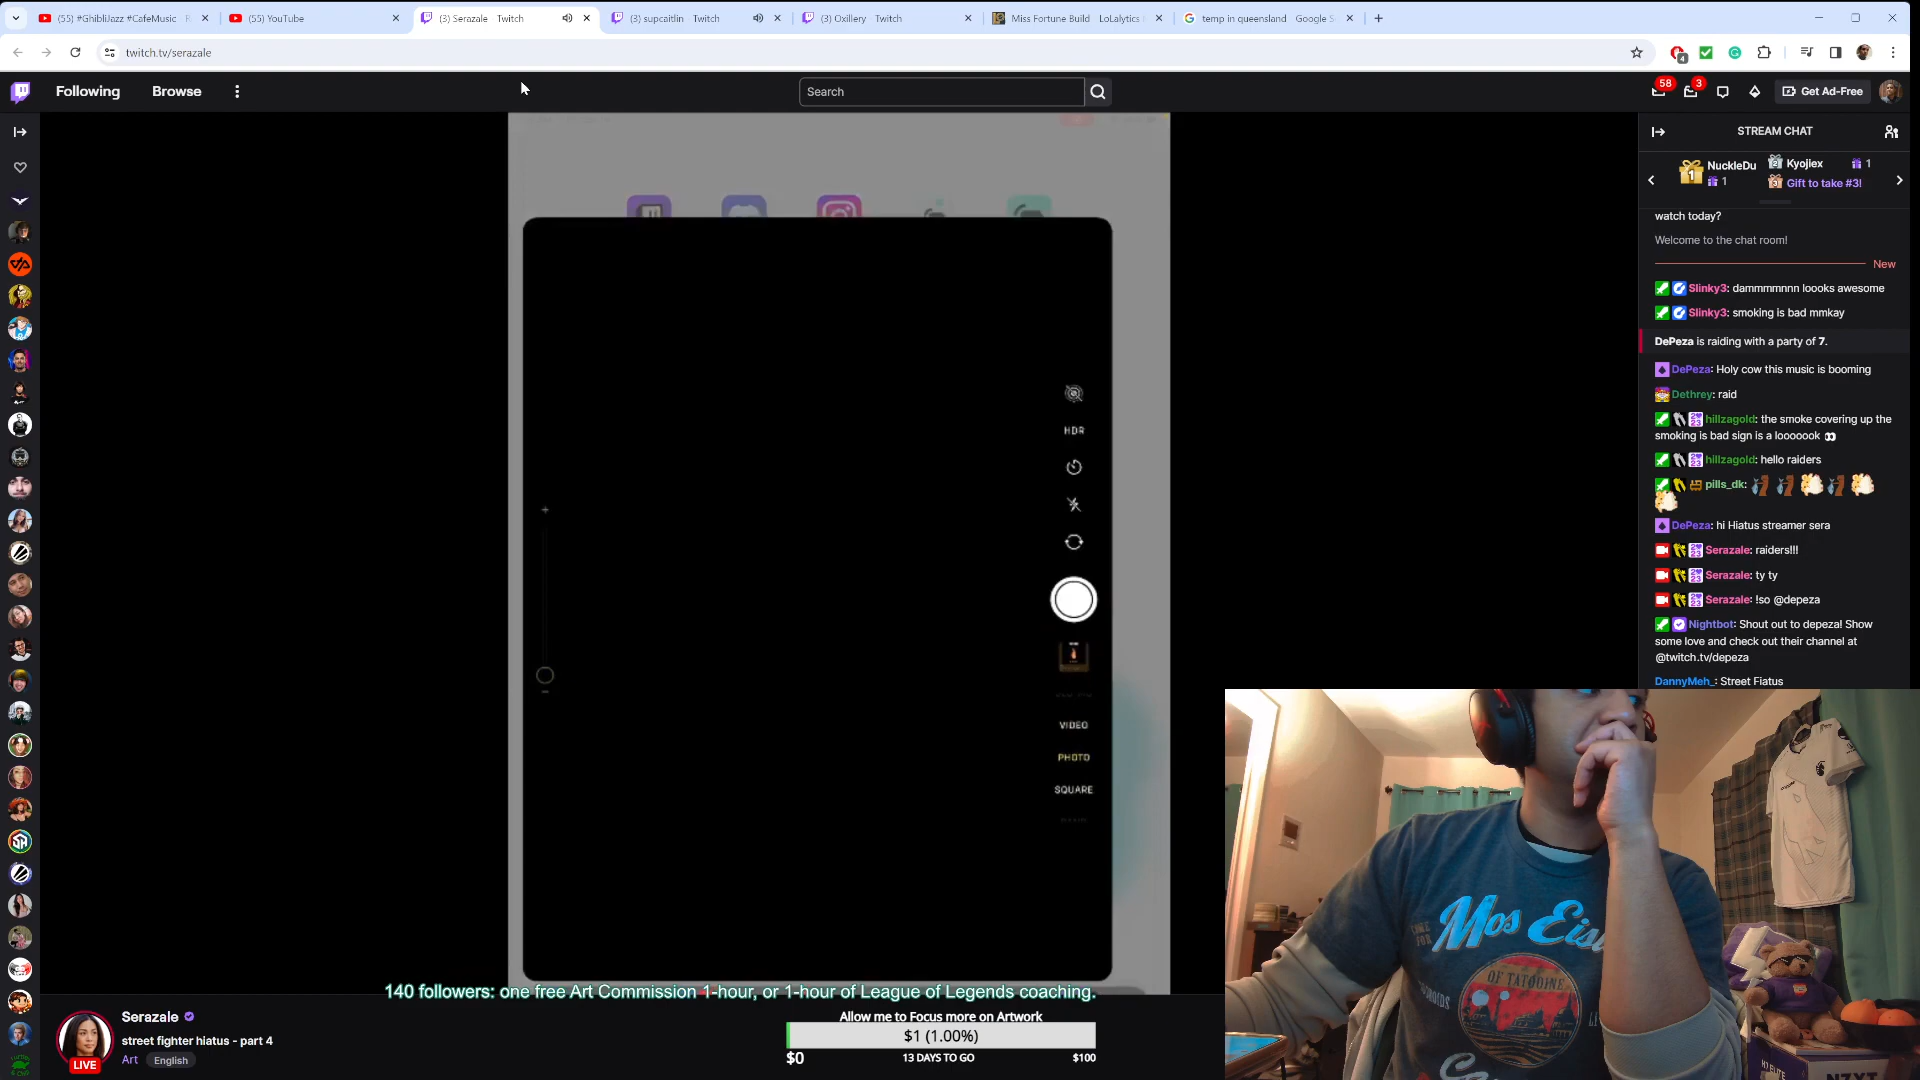 (55) #GhibliJazz #CafeMusic
(55) YouTube
(3) Serazale - Twitch
(3) supcaitlin - Twitch
(3) Oxillery - Twitch
Miss Fortune Build LoLalytics
temp in queensland - Google S
twitch.tv/serazale
4
Following
Browse
Search
58
3
Get Ad-Free
STREAM CHAT
1
NuckleDu
1
2
Kyojiex
1
3
Gift to take #3!
watch today?
Welcome to the chat room!
New
Slinky3: dammmmnnn loooks awesome
Slinky3: smoking is bad mmkay
DePeza is raiding with a party of 7.
DePeza: Holy cow this music is booming
Dethrey: raid
hillzagold: the smoke covering up the
smoking is bad sign is a looooook
hillzagold: hello raiders
pills_dk:
DePeza: hi Hiatus streamer sera
Serazale: raiders!!!
Serazale: ty ty
Serazale: !so @depeza
Nightbot: Shout out to depeza! Show
some love and check out their channel at
@twitch.tv/depeza
DannyMeh_: Street Fiatus
HDR
VIDEO
PHOTO
SQUARE
140 followers: one free Art Commission 1-hour, or 1-hour of League of Legends coaching.
Serazale
street fighter hiatus - part 4
Art
English
LIVE
Allow me to Focus more on Artwork
$1 (1.00%)
$0
13 DAYS TO GO
$100
Mos Eis
OF TATOOINE